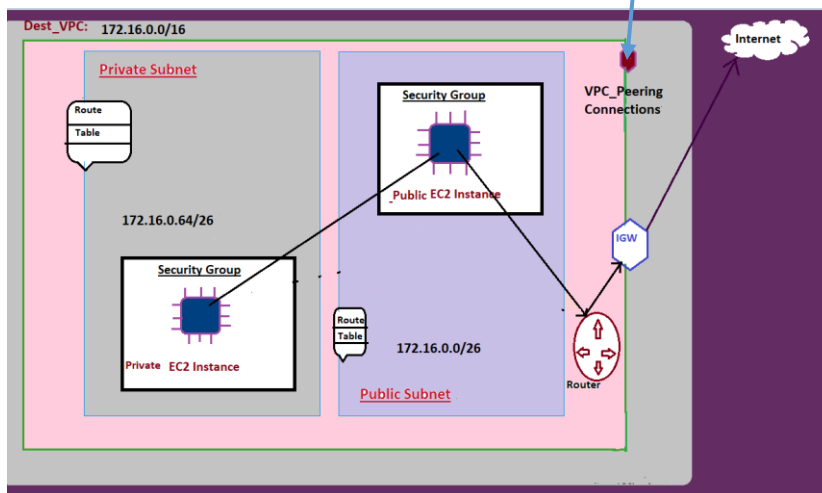 Dest_VPC: 172.16.0.0/16
Internet
Private Subnet
Security Group
VPC_Peering
Connections
Route
Table
_Public EC2 Instance
172.16.0.64/26
IGW
Security Group
Route
Table
172.16.0.0/26
Private EC2 Instance
Router
Public Subnet